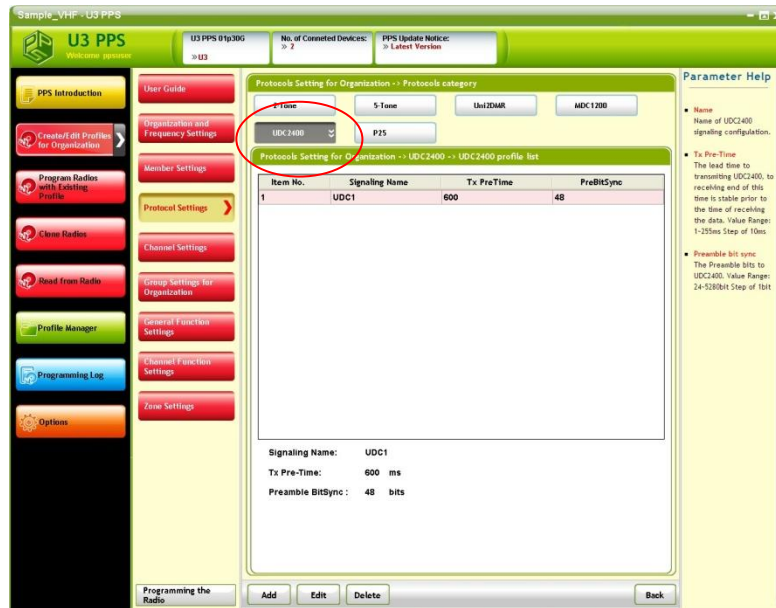 Sample_VHF - U3 PPS
U3 PPS
Welcome ppsuser
U3 PPS 01p30G
»U3
No. of Conneted Devices:
» 2
PPS Update Notice:
» Latest Version
PPS Introduction
Create/Edit Profiles
for Organization
Program Radios
with Existing
Profile
Clone Radios
Read from Radio
Profile Manager
Programming Log
Options
User Guide
Organization and
Frequency Settings
Member Settings
Protocol Settings
Channel Settings
Group Settings for
Organization
General Function
Settings
Channel Function
Settings
Zone Settings
Programming the
Radio
Protocols Setting for Organization -> Protocols category
2-Tone
5-Tone
Uni2DMR
MDC1200
UDC2400
P25
Protocols Setting for Organization -> UDC2400 -> UDC2400 profile list
Item No. Signaling Name Tx PreTime PreBitSync
1 UDC1 600 48
Signaling Name: UDC1
Tx Pre-Time: 600 ms
Preamble BitSync : 48 bits
Add Edit Delete Back
Parameter Help
Name
Name of UDC2400
signaling configulation.
Tx Pre-Time
The lead time to
transmiting UDC2400, to
receiving end of this
time is stable prior to
the time of receiving
the data. Value Range:
1-255ms Step of 10ms
Preamble bit sync
The Preamble bits to
UDC2400. Value Range:
24-5280bit Step of 1bit